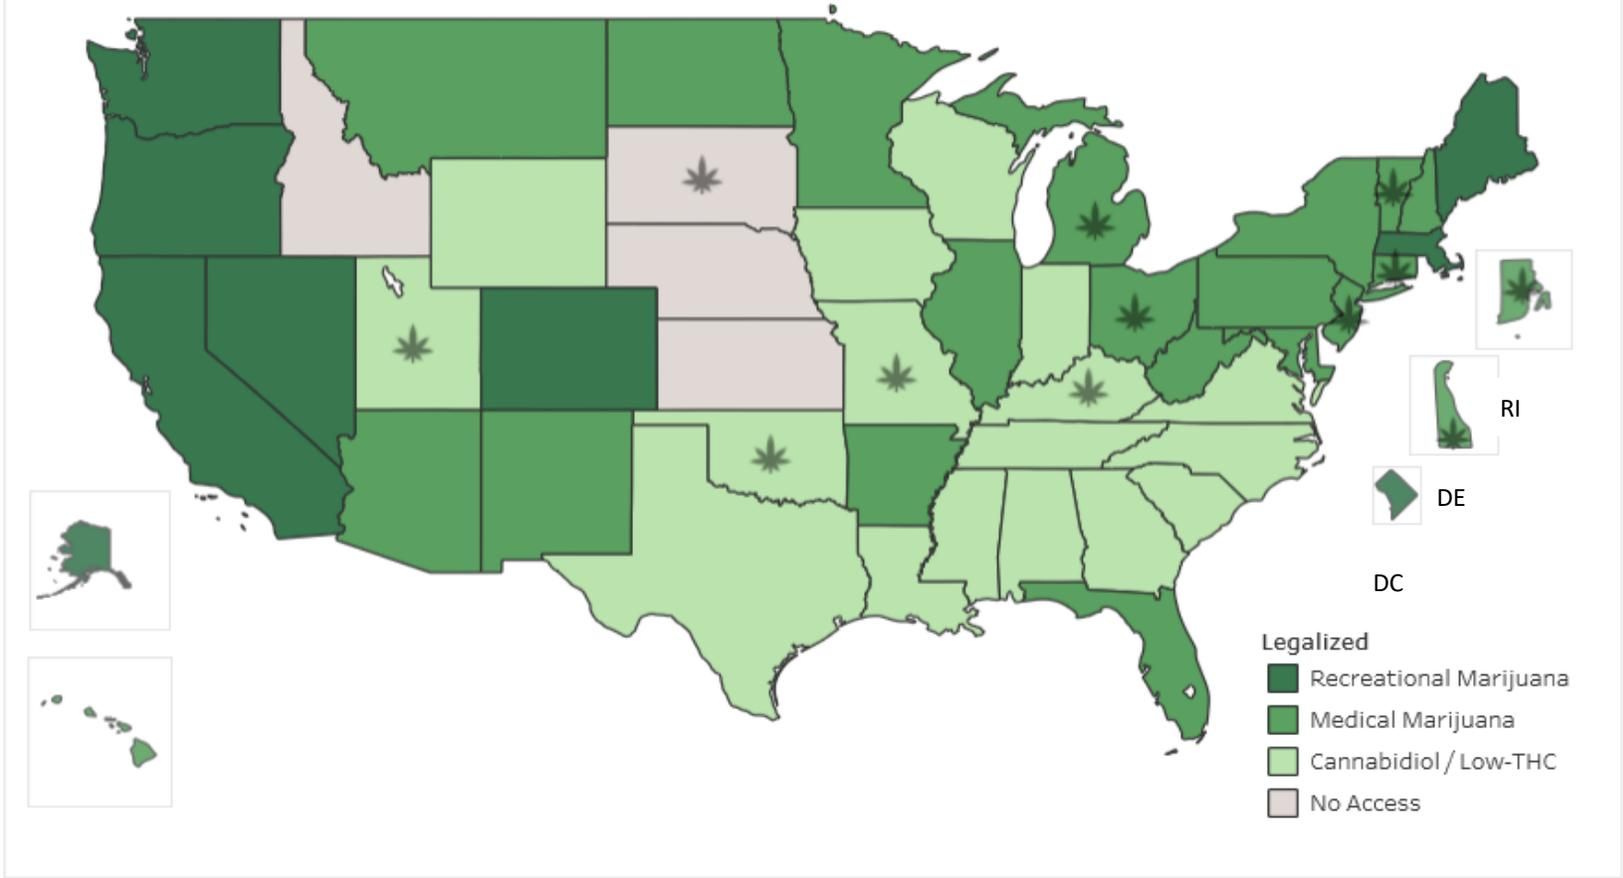 RI
DE
DC
Legalized
Recreational Marijuana
Medical Marijuana
Cannabidiol / Low-THC
No Access